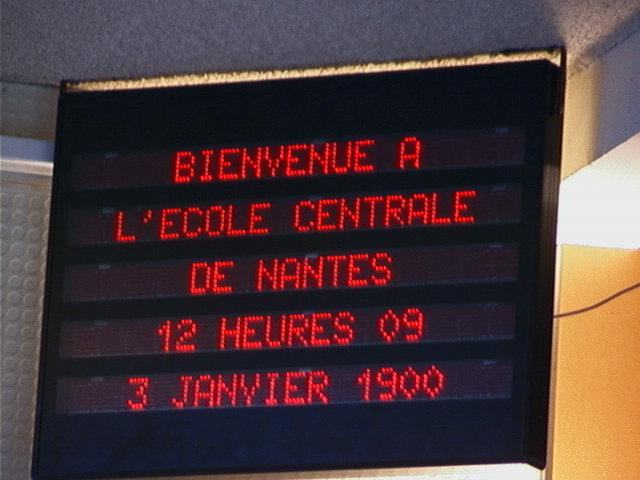 BIENVENUE A
L'ECOLE CENTRALE
DE NANTES
12 HEURES 09
3 JANVIER 1900